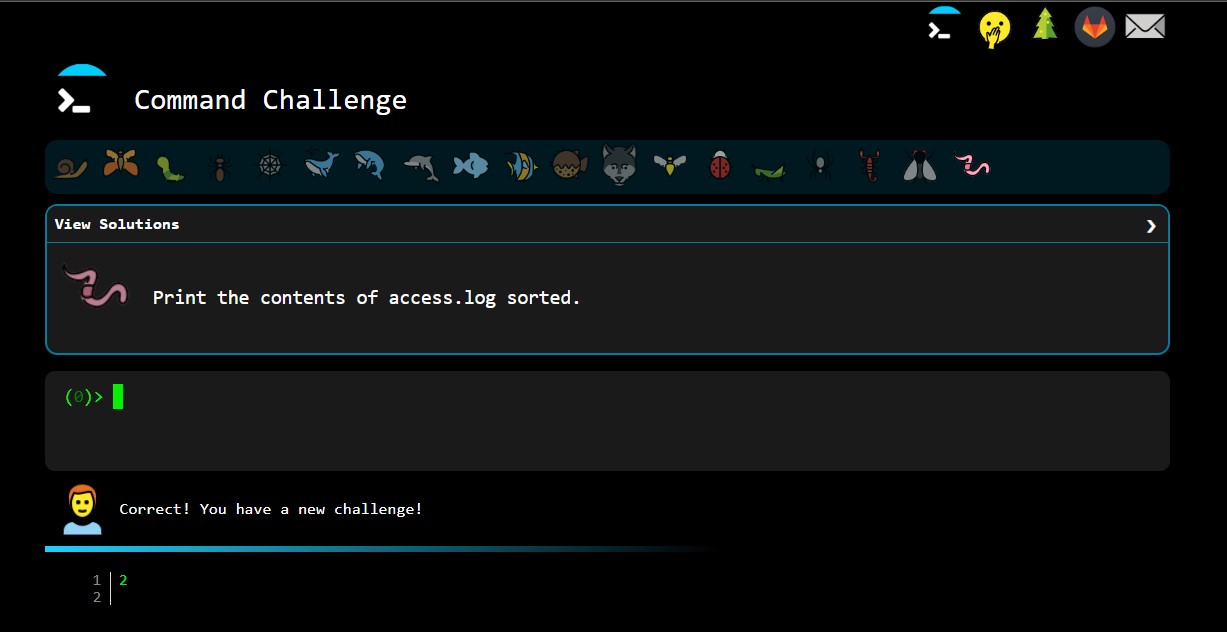 Command Challenge
View Solutions
Print the contents of access.log sorted.
(0)>
Correct! You have a new challenge!
1 2
2